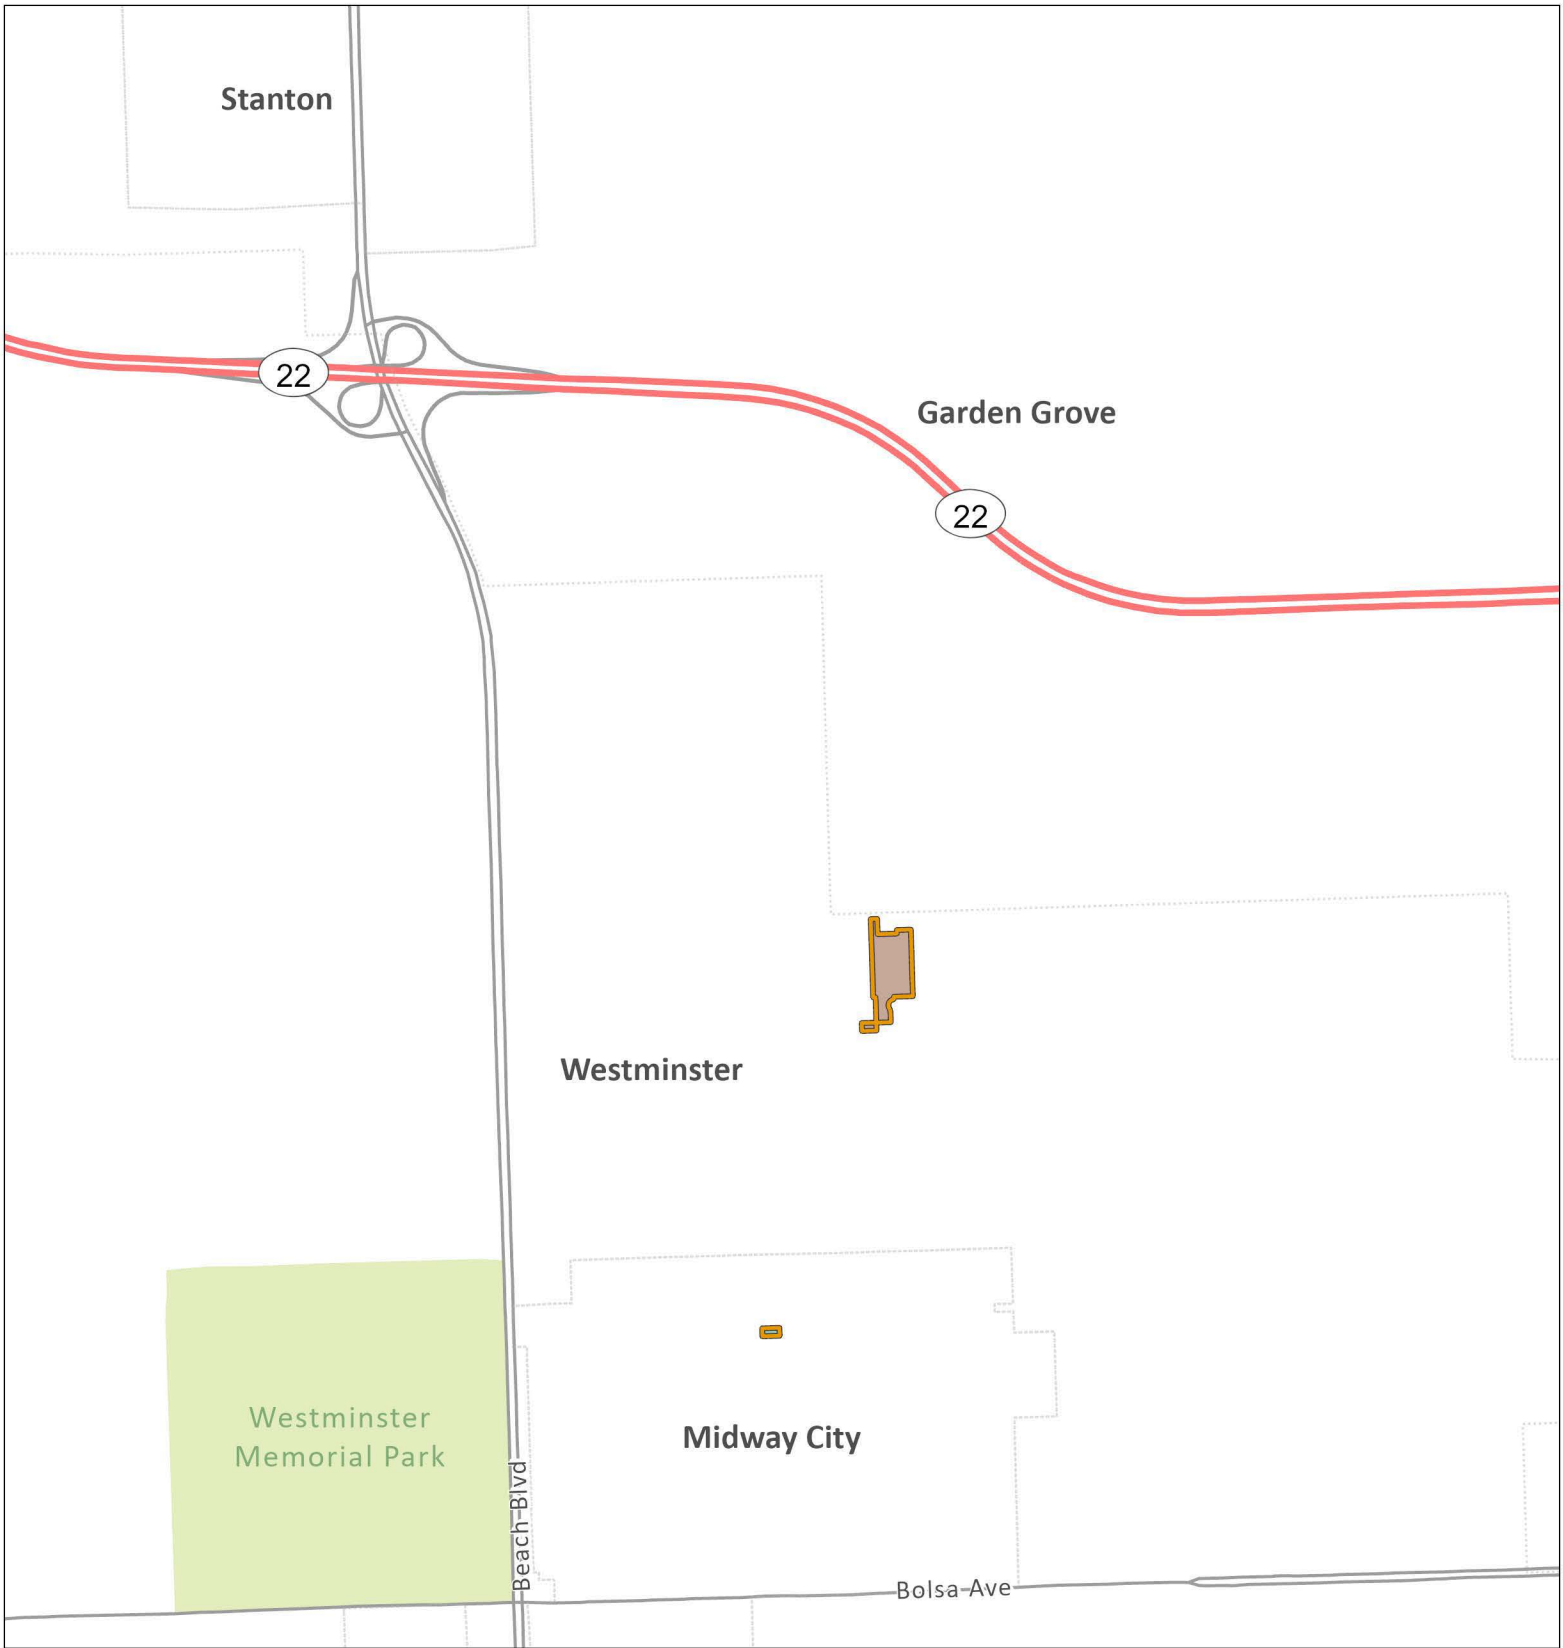 Stanton
22
Garden Grove
22
Westminster
Westminster
Memorial Park
Midway City
Beach Blvd
Bolsa Ave